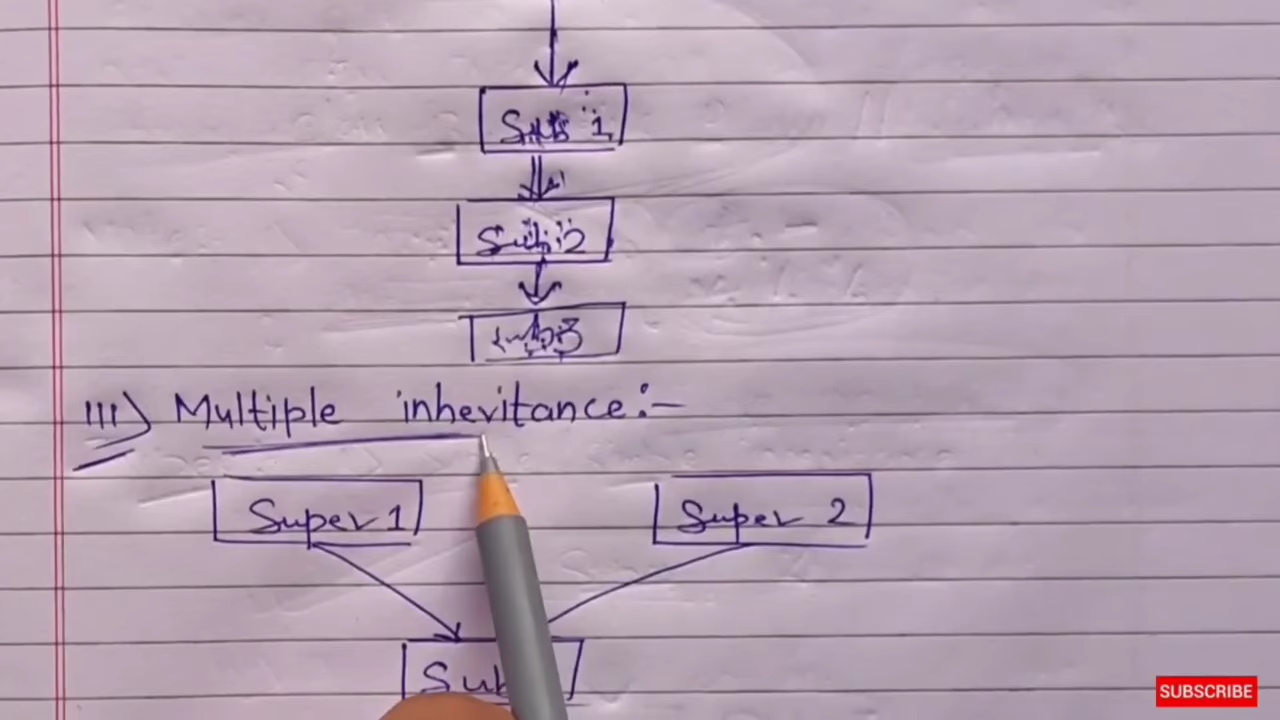 Sub 1
Sub 2
Sub 3
III) Multiple inheritance:-
Super 1 Super 2
Sub
SUBSCRIBE